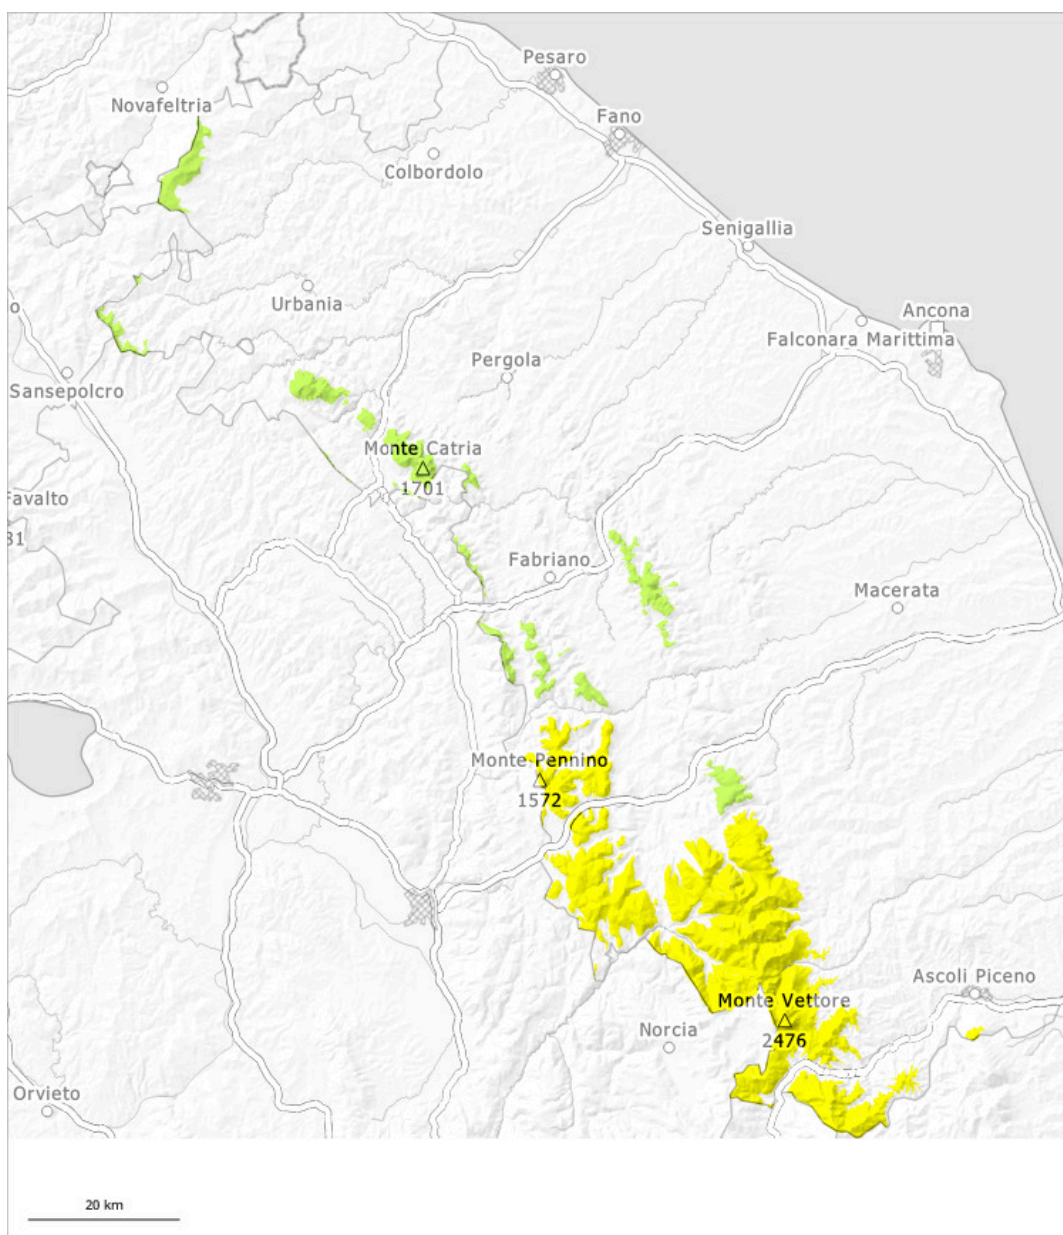 Pesaro
Novafeltria
Fano
Colbordolo
Senigallia
Urbania
Ancona
o
Falconara Marittima
Pergola
Sansepolcro
Monte Catria
1701
Favalto
31
Fabriano
Macerata
Monte Pennino
1572
Ascoli Piceno
Monte Vettore
Norcia
2476
Orvieto
20 km